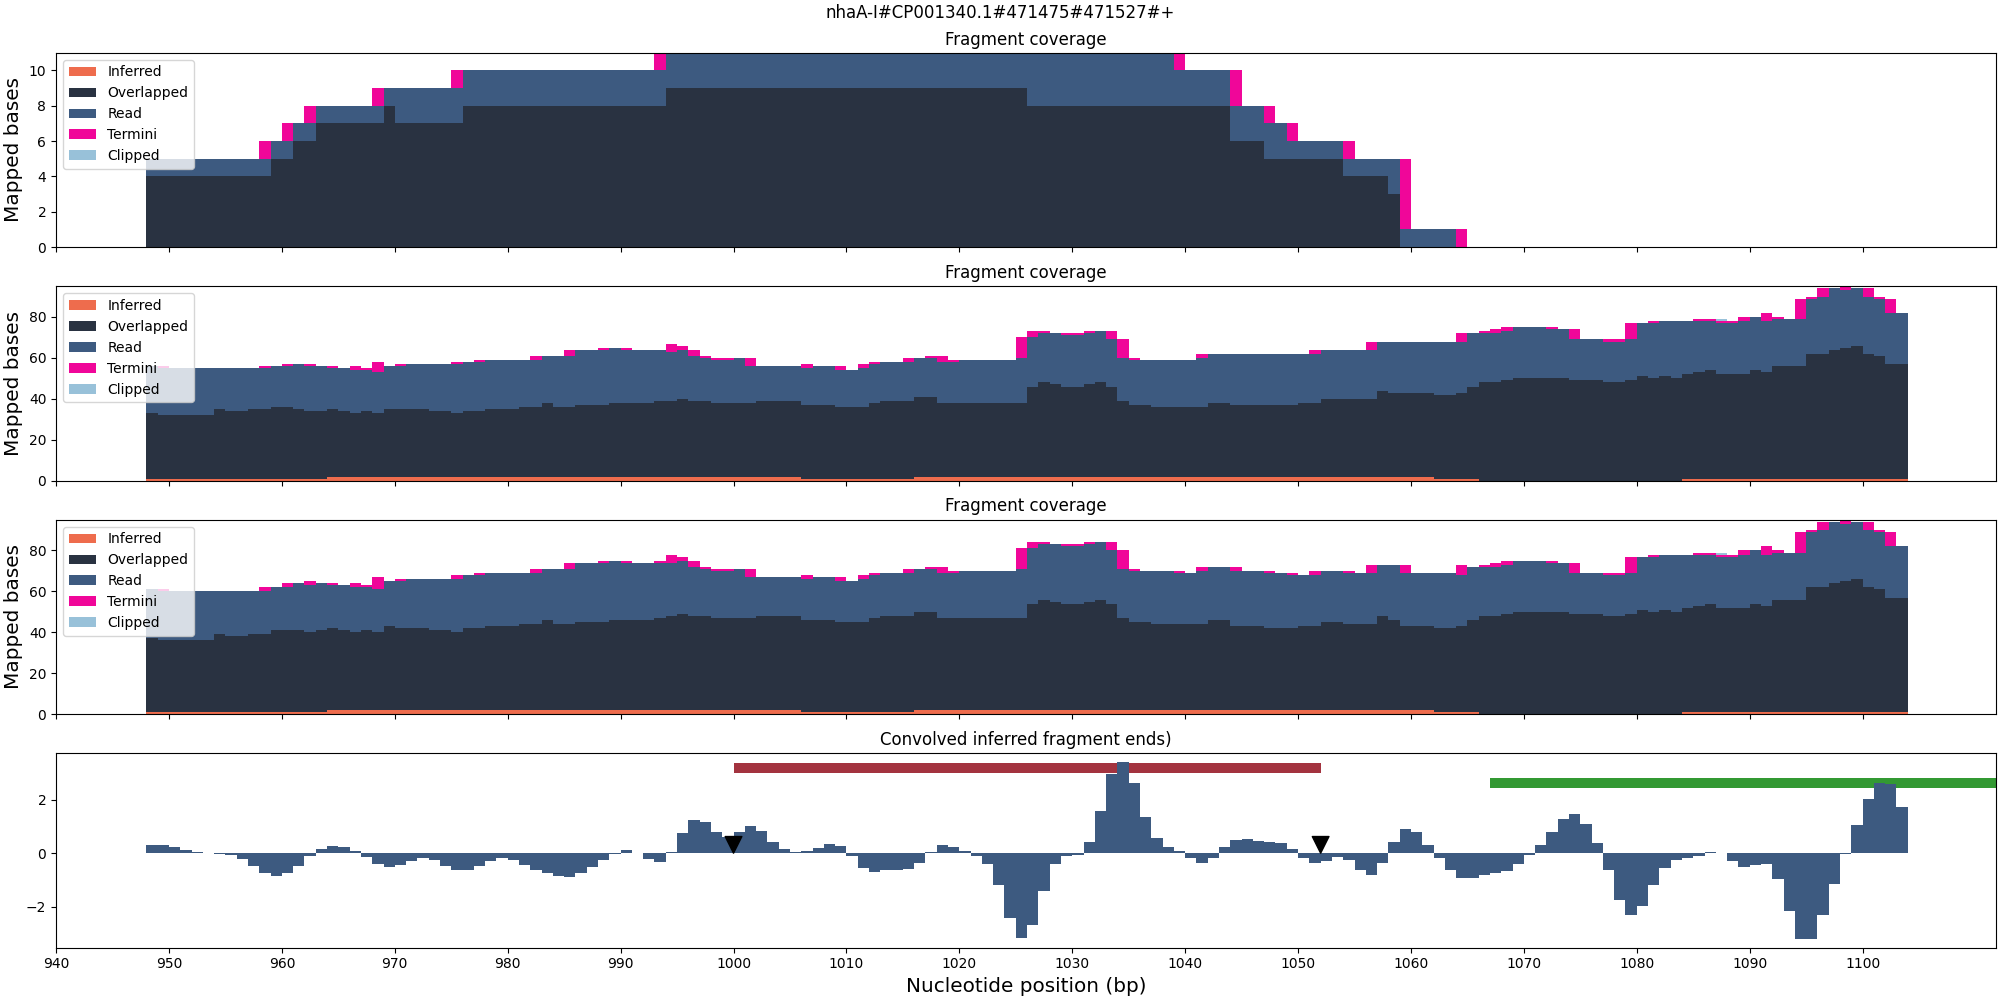 nhaA-I#CP001340.1#471475#471527#+
Fragment coverage
Mapped bases
10
8
6
4
2
0
Inferred
Overlapped
Read
Termini
Clipped
Fragment coverage
Mapped bases
80
60
40
20
0
Inferred
Overlapped
Read
Termini
Clipped
Fragment coverage
Mapped bases
80
60
40
20
0
Inferred
Overlapped
Read
Termini
Clipped
Convolved inferred fragment ends)
2
0
−2
940 950 960 970 980 990 1000 1010 1020 1030 1040 1050 1060 1070 1080 1090 1100
Nucleotide position (bp)